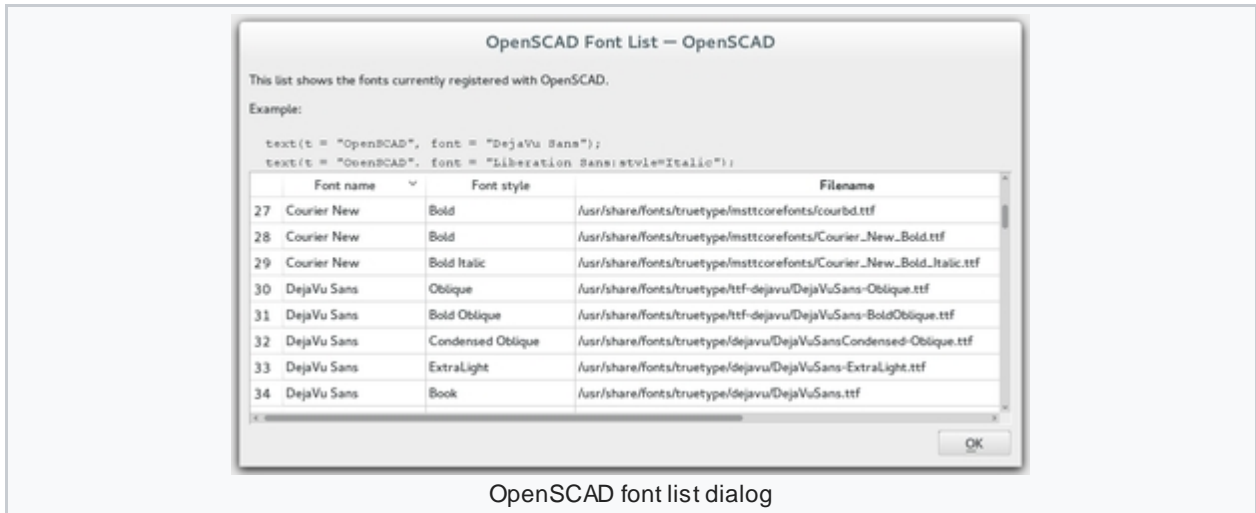 OpenSCAD Font List — OpenSCAD
This list shows the fonts currently registered with OpenSCAD.
Example:
text(t = "OpenSCAD", font = "DejaVu Sans");
text(t = "OpenSCAD", font = "Liberation Sans:style=Italic");
Font name Font style Filename
27 Courier New Bold /usr/share/fonts/truetype/msttcorefonts/courbd.ttf
28 Courier New Bold /usr/share/fonts/truetype/msttcorefonts/Courier_New_Bold.ttf
29 Courier New Bold Italic /usr/share/fonts/truetype/msttcorefonts/Courier_New_Bold_Italic.ttf
30 DejaVu Sans Oblique /usr/share/fonts/truetype/ttf-dejavu/DejaVuSans-Oblique.ttf
31 DejaVu Sans Bold Oblique /usr/share/fonts/truetype/ttf-dejavu/DejaVuSans-BoldOblique.ttf
32 DejaVu Sans Condensed Oblique /usr/share/fonts/truetype/dejavu/DejaVuSansCondensed-Oblique.ttf
33 DejaVu Sans ExtraLight /usr/share/fonts/truetype/dejavu/DejaVuSans-ExtraLight.ttf
34 DejaVu Sans Book /usr/share/fonts/truetype/dejavu/DejaVuSans.ttf
OK
OpenSCAD font list dialog